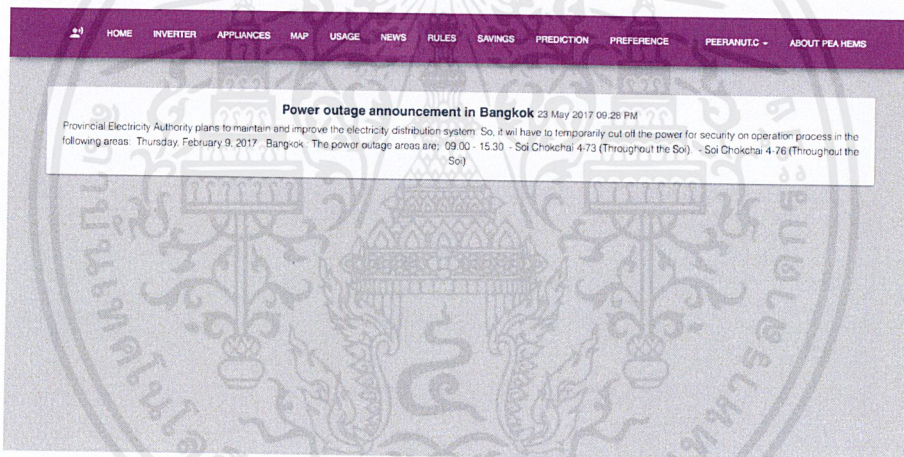 HOME INVERTER APPLIANCES MAP USAGE NEWS RULES SAVINGS PREDICTION PREFERENCE PEERANUT.C ABOUT PEA HEMS
Power outage announcement in Bangkok 23 May 2017 09.28 PM
Provincial Electricity Authority plans to maintain and improve the electricity distribution system. So, it wil have to temporarily cut off the power for security on operation process in the
following areas. Thursday, February 9, 2017 . Bangkok . The power outage areas are; 09.00 - 15.30 - Soi Chokchai 4-73 (Throughout the Soi). - Soi Chokchai 4-76 (Throughout the
Soi)